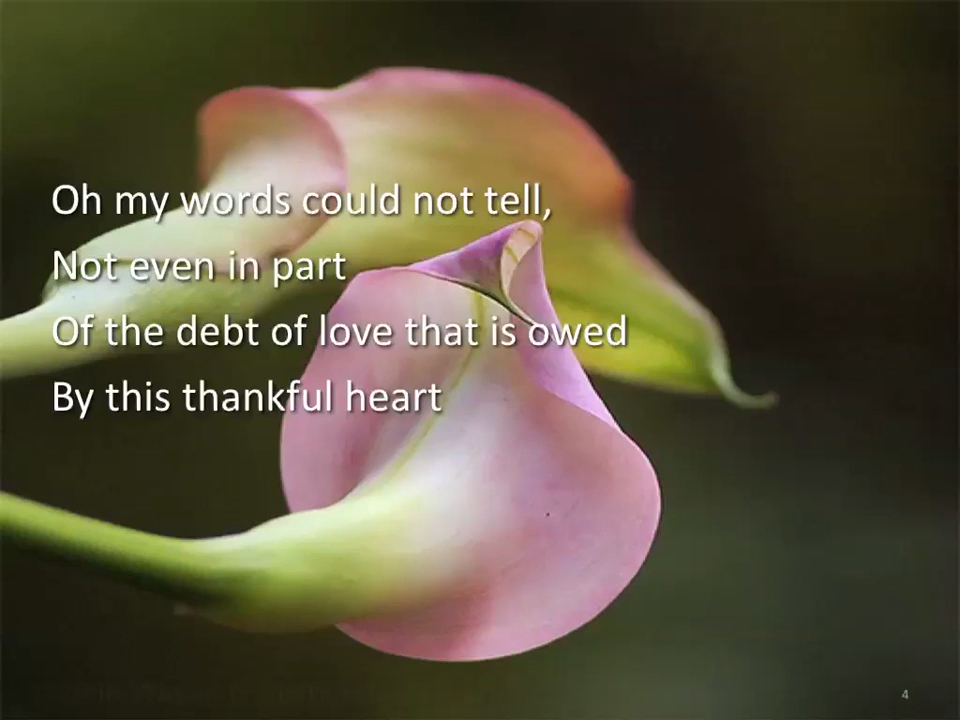 Oh my words could not tell,
Not even in part
Of the debt of love that is owed
By this thankful heart
4